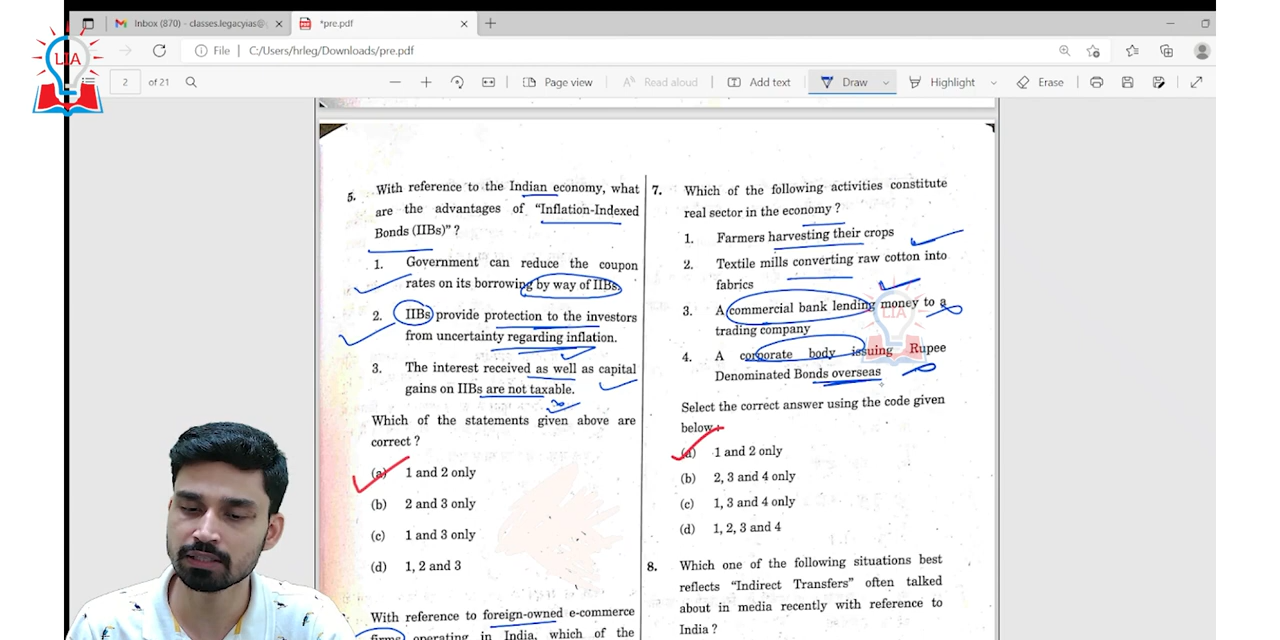 Inbox (870) - classes.legacyias@
*pre.pdf
LIA
File
C:/Users/hrleg/Downloads/pre.pdf
2 of 21
Page view
Read aloud
Add text
Draw
Highlight
Erase
5. With reference to the Indian economy, what
are the advantages of "Inflation-Indexed
Bonds (IIBs)" ?
1. Government can reduce the coupon
rates on its borrowing by way of IIBs.
2. IIBs provide protection to the investors
from uncertainty regarding inflation.
3. The interest received as well as capital
gains on IIBs are not taxable.
Which of the statements given above are
correct ?
(a) 1 and 2 only
(b) 2 and 3 only
(c) 1 and 3 only
(d) 1, 2 and 3
With reference to foreign-owned e-commerce
firms operating in India, which of the
7. Which of the following activities constitute
real sector in the economy ?
1. Farmers harvesting their crops
2. Textile mills converting raw cotton into
fabrics
3. A commercial bank lending money to a
trading company
4. A corporate body issuing Rupee
Denominated Bonds overseas
LIA
Select the correct answer using the code given
below :
(a) 1 and 2 only
(b) 2, 3 and 4 only
(c) 1, 3 and 4 only
(d) 1, 2, 3 and 4
8. Which one of the following situations best
reflects "Indirect Transfers" often talked
about in media recently with reference to
India ?